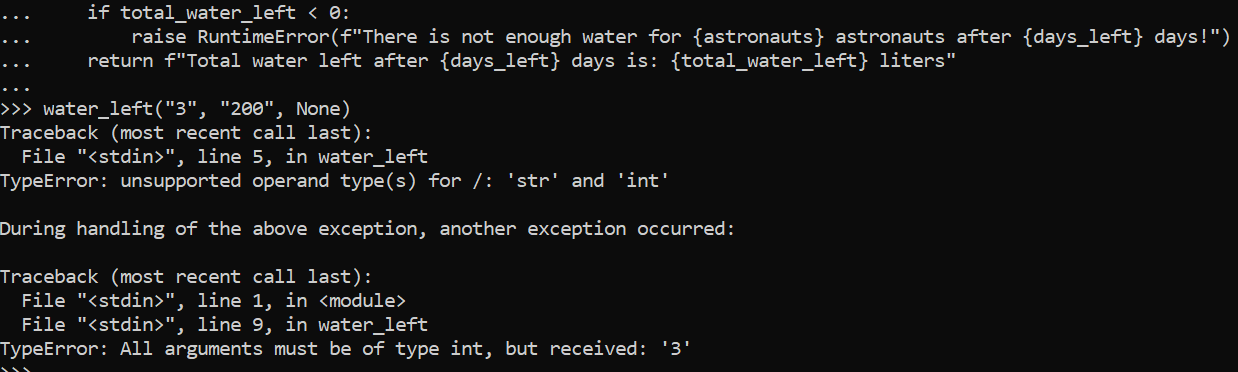 ...     if total_water_left < 0:
...         raise RuntimeError(f"There is not enough water for {astronauts} astronauts after {days_left} days!")
...     return f"Total water left after {days_left} days is: {total_water_left} liters"
...
>>> water_left("3", "200", None)
Traceback (most recent call last):
  File "<stdin>", line 5, in water_left
TypeError: unsupported operand type(s) for /: 'str' and 'int'

During handling of the above exception, another exception occurred:

Traceback (most recent call last):
  File "<stdin>", line 1, in <module>
  File "<stdin>", line 9, in water_left
TypeError: All arguments must be of type int, but received: '3'
>>>